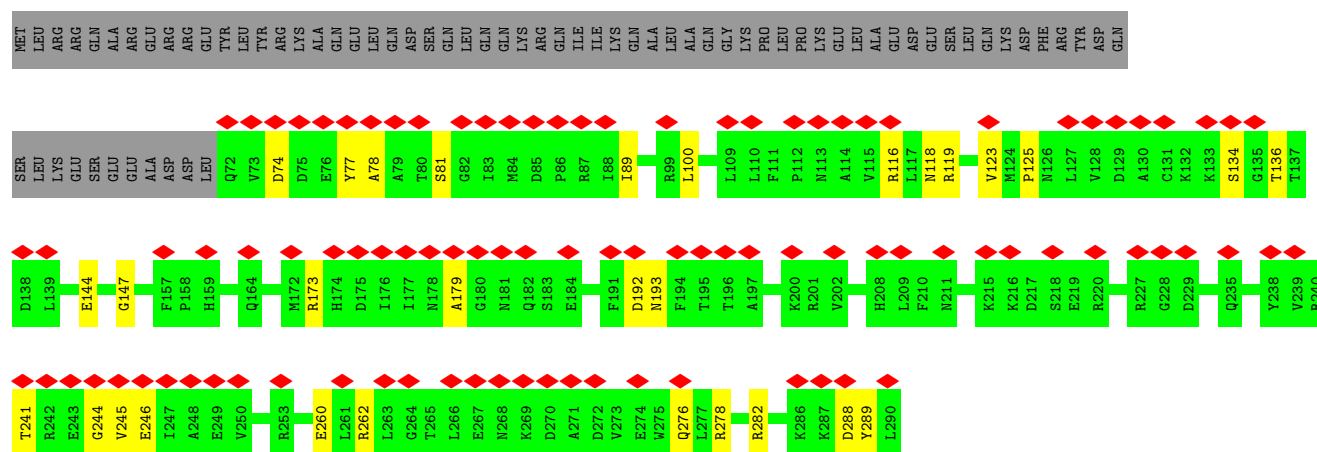 MET LEU ARG ARG GLN ALA ARG GLU ARG ARG GLU TYR LEU TYR ARG LYS ALA GLN GLU LEU GLN ASP SER GLN LEU GLN GLN LYS ARG GLN ILE ILE LYS GLN ALA LEU ALA GLN GLY LYS PRO LEU PRO LYS GLU LEU ALA GLU ASP GLU SER LEU GLN LYS ASP PHE ARG TYR ASP GLN
SER LEU LYS GLU SER GLU GLU ALA ASP ASP LEU Q72 V73 D74 D75 E76 Y77 A78 A79 T80 S81 G82 I83 M84 D85 P86 R87 I88 I89 R99 L100 L109 L110 F111 P112 N113 A114 V115 R116 L117 N118 R119 V123 M124 P125 N126 L127 V128 D129 A130 C131 K132 K133 S134 G135 T136 T137
D138 L139 E144 G147 F157 P158 H159 Q164 M172 R173 H174 D175 I176 I177 N178 A179 G180 N181 Q182 S183 E184 F191 D192 N193 F194 T195 T196 A197 K200 R201 V202 H208 L209 F210 N211 K215 K216 D217 S218 E219 R220 R227 G228 D229 Q235 Y238 V239
T241 R242 E243 G244 V245 E246 I247 A248 E249 V250 R253 E260 L261 R262 L263 G264 T265 L266 E267 N268 K269 D270 A271 D272 V273 E274 W275 Q276 L277 R278 R282 K286 K287 D288 Y289 L290